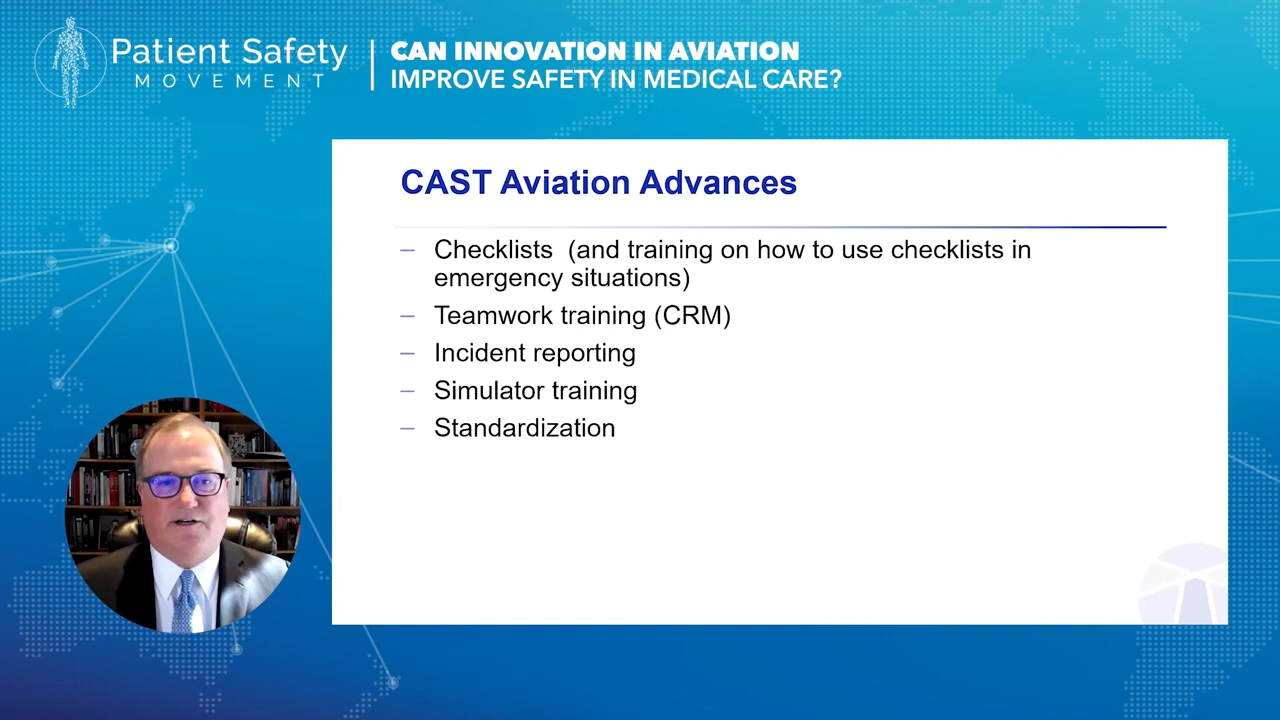 Patient Safety
MOVEMENT
CAN INNOVATION IN AVIATION
IMPROVE SAFETY IN MEDICAL CARE?
CAST Aviation Advances
– Checklists (and training on how to use checklists in
emergency situations)
– Teamwork training (CRM)
– Incident reporting
– Simulator training
– Standardization